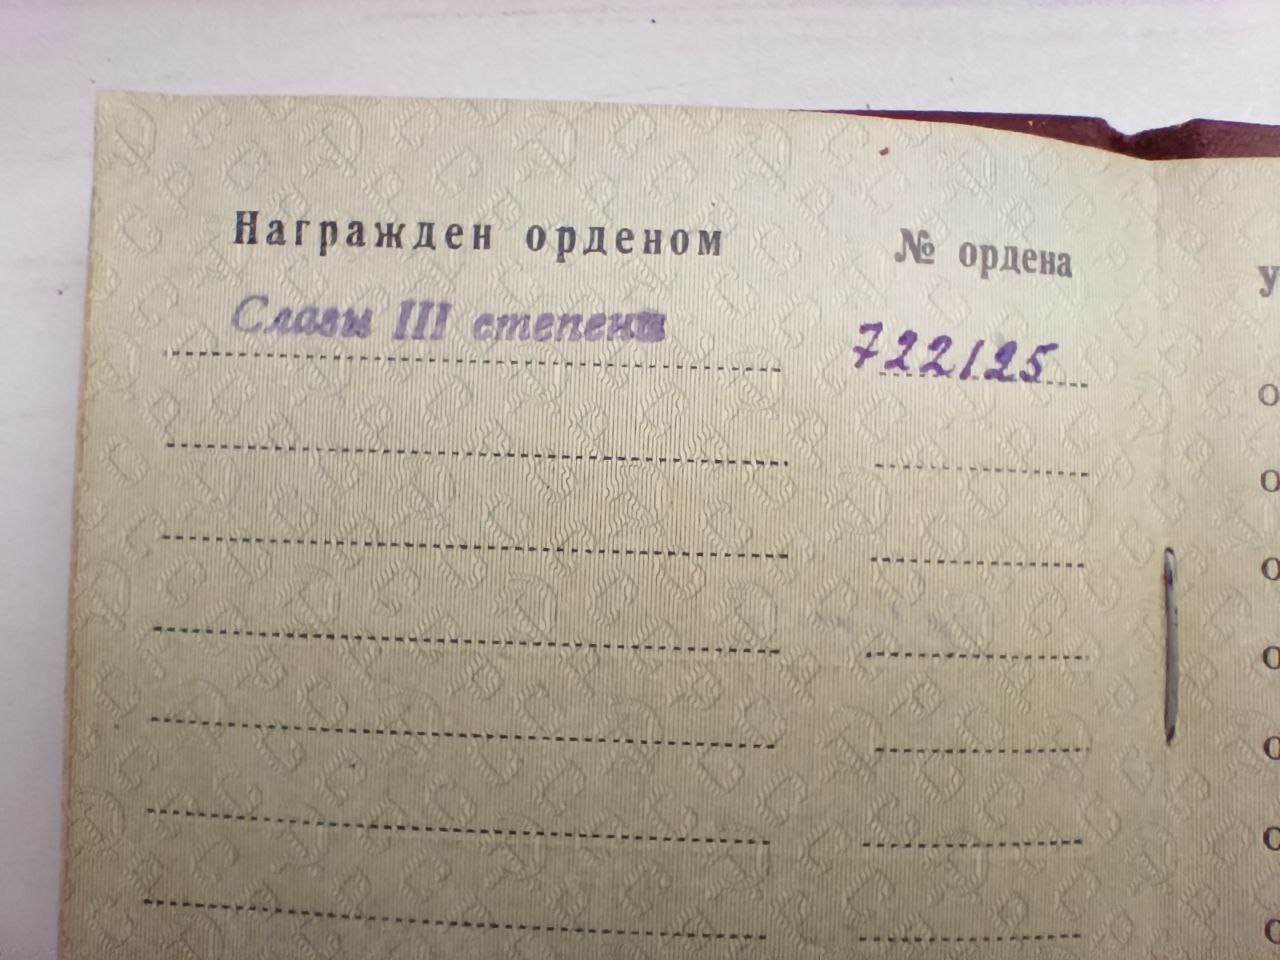 Награжден орденом № ордена
Славы III степени 722125